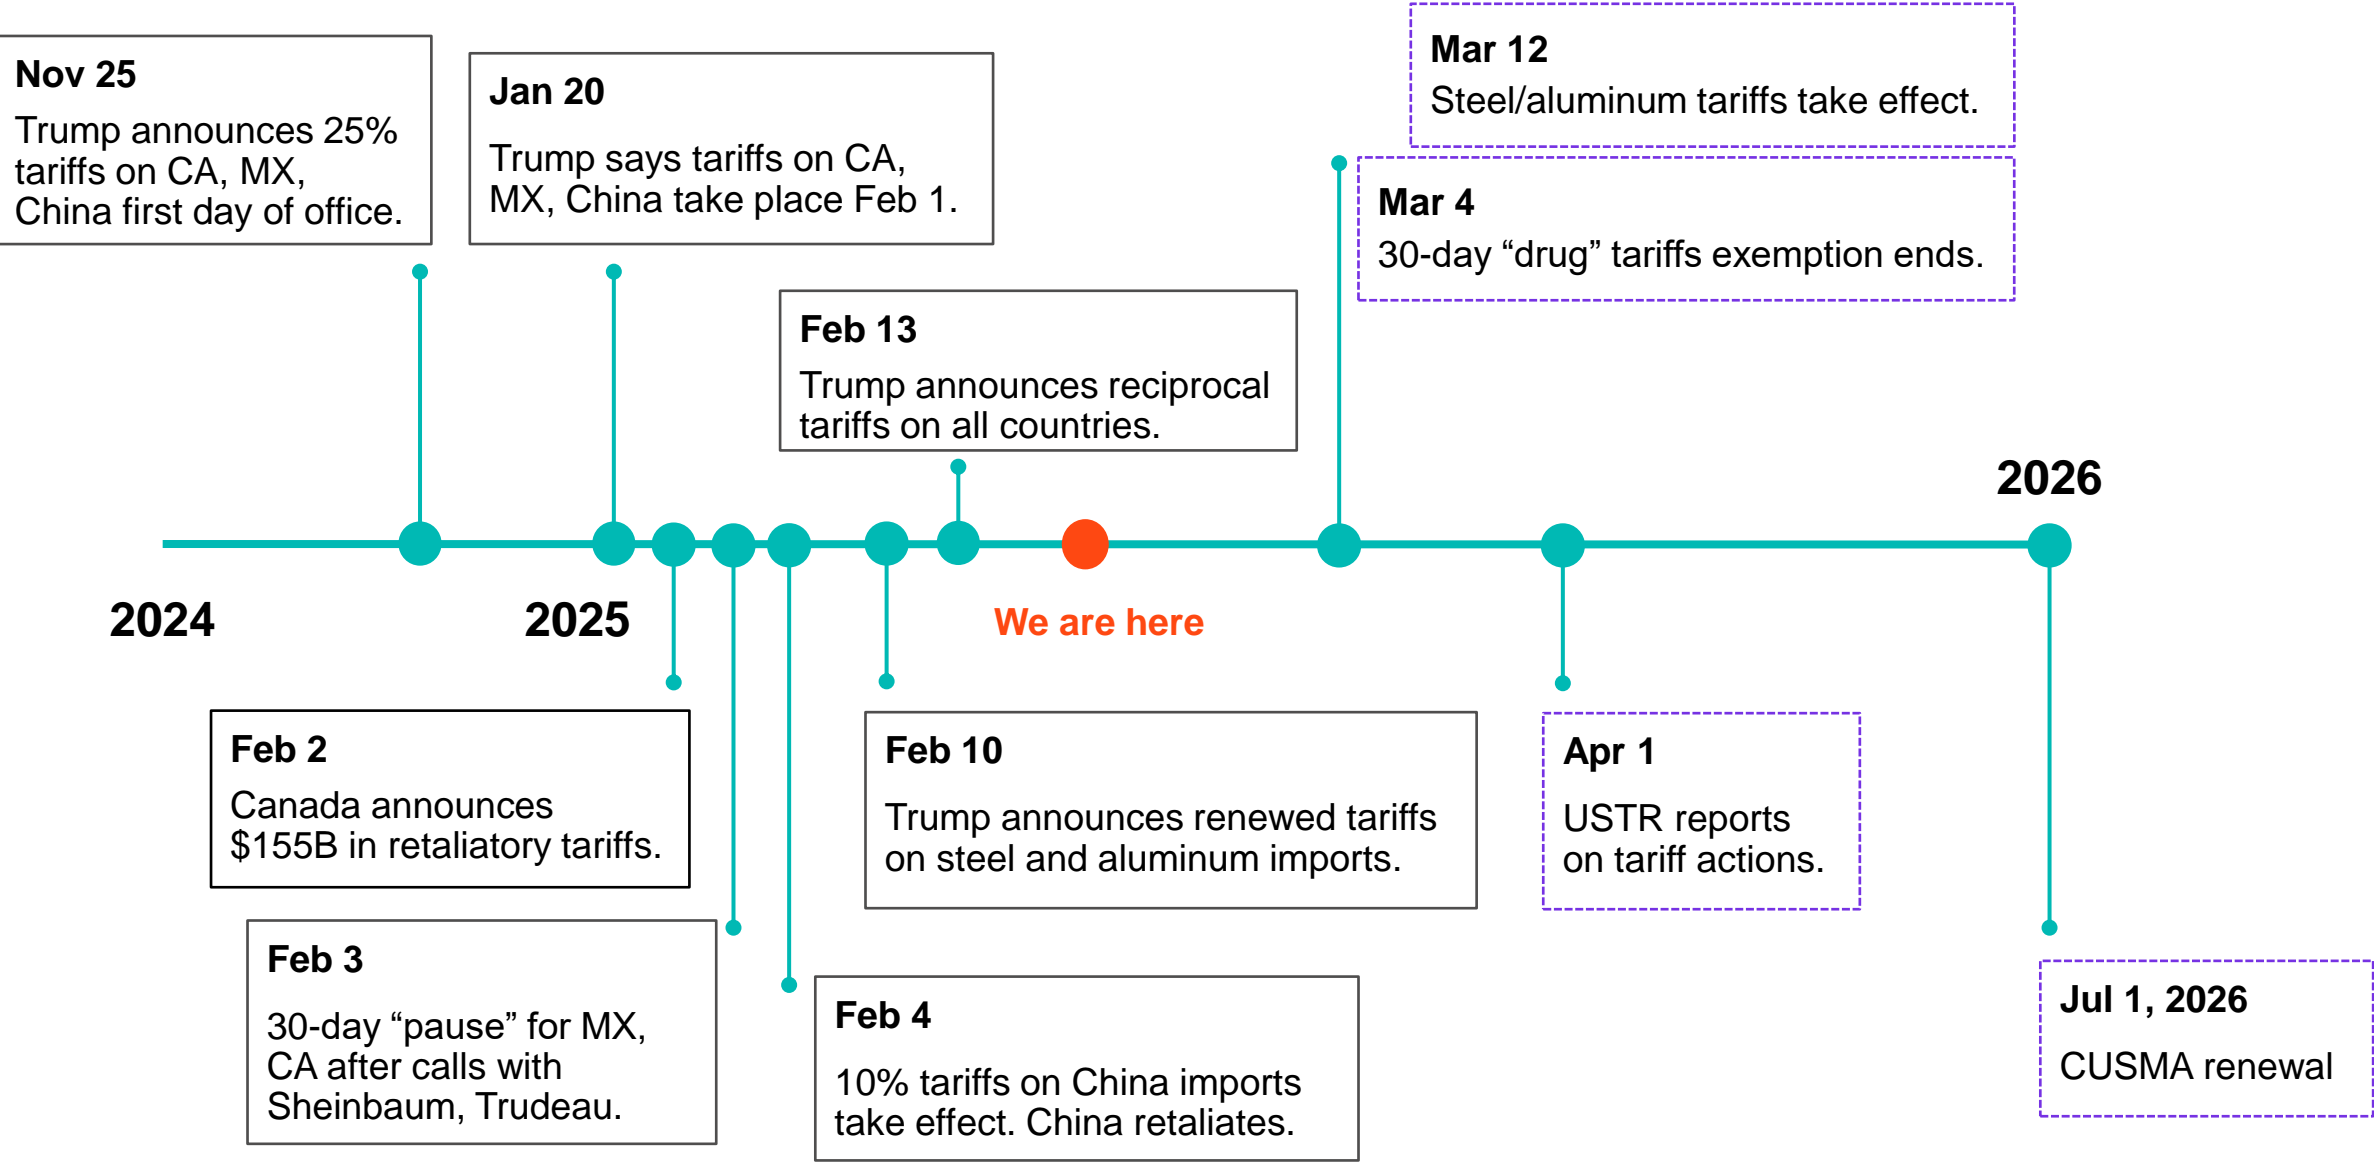 Nov 25
Trump announces 25%
tariffs on CA, MX,
China first day of office.
Jan 20
Trump says tariffs on CA,
MX, China take place Feb 1.
Mar 12
Steel/aluminum tariffs take effect.
Mar 4
30-day “drug” tariffs exemption ends.
Feb 13
Trump announces reciprocal
tariffs on all countries.
2026
2024
2025
We are here
Feb 2
Canada announces
$155B in retaliatory tariffs.
Feb 10
Trump announces renewed tariffs
on steel and aluminum imports.
Apr 1
USTR reports
on tariff actions.
Feb 3
30-day “pause” for MX,
CA after calls with
Sheinbaum, Trudeau.
Feb 4
10% tariffs on China imports
take effect. China retaliates.
Jul 1, 2026
CUSMA renewal